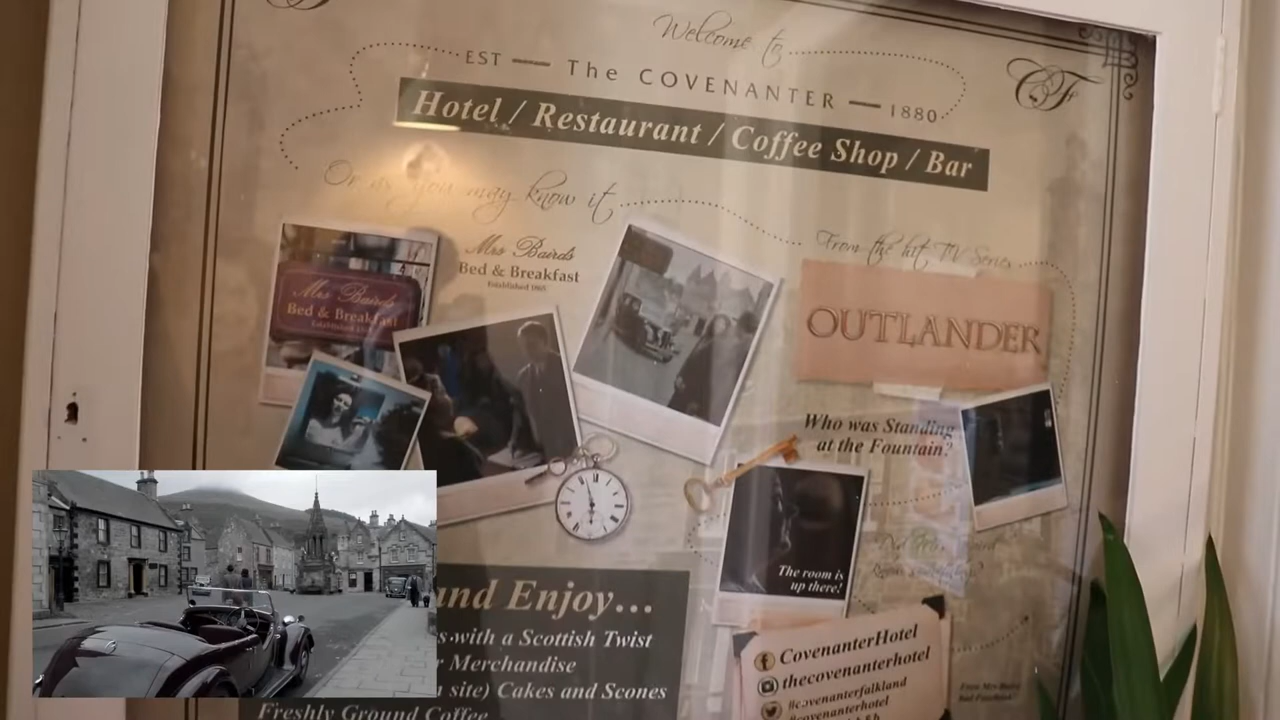 Welcome to
EST — The COVENANTER — 1880
CF
Hotel / Restaurant / Coffee Shop / Bar
Or as you may know it
From the hit TV Series
Mrs Bairds
Bed & Breakfast
Mrs Bairds
Bed & Breakfast
OUTLANDER
Who was Standing
at the Fountain?
The room is
up there!
and Enjoy...
with a Scottish Twist
Merchandise
site) Cakes and Scones
Freshly Ground Coffee
CovenanterHotel
thecovenanterhotel
#covenanterfalkland
#covenanterhotel